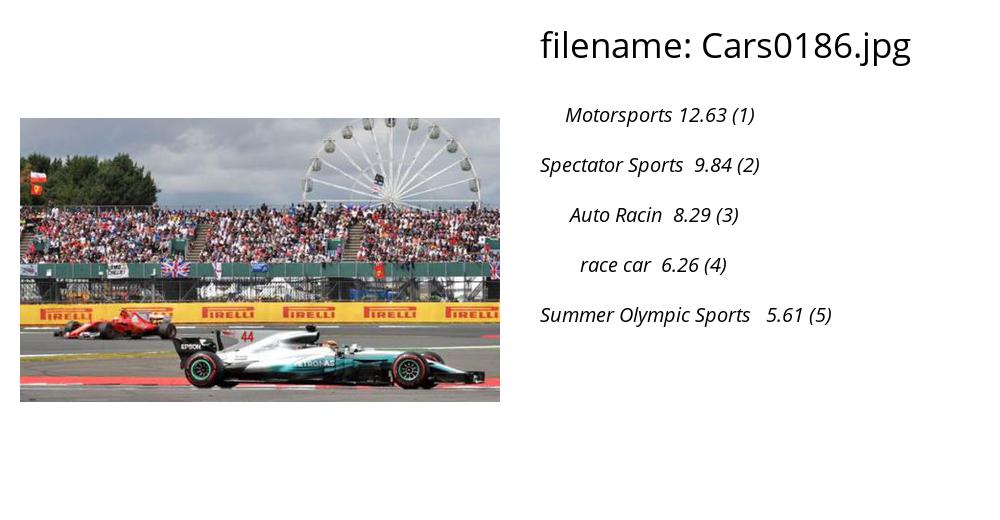 filename: Cars0186.jpg
Motorsports 12.63 (1)
Spectator Sports 9.84 (2)
Auto Racin 8.29 (3)
race car 6.26 (4)
Summer Olympic Sports 5.61 (5)
PIRELLI PIRELLI PIRELLI PIRELLI
44
EPSON
PETRONAS